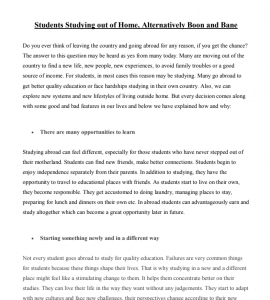 Students Studying out of Home, Alternatively Boon and Bane
Do you ever think of leaving the country and going abroad for any reason, if you get the chance?
The answer to this question may be heard as yes from many today. Many are moving out of the
country to find a new life, new people, new experiences, to avoid family troubles or a good
source of income. For students, in most cases this reason may be studying. Many go abroad to
get better quality education or face hardships studying in their own country. Also, we can
explore new systems and new lifestyles of living outside home. But every decision comes along
with some good and bad features in our lives and below we have explained how and why:
• There are many opportunities to learn
Studying abroad can feel different, especially for those students who have never stepped out of
their motherland. Students can find new friends, make better connections. Students begin to
enjoy independence separately from their parents. In addition to studying, they have the
opportunity to travel to educational places with friends. As students start to live on their own,
they become responsible. They get accustomed to doing laundry, managing places to stay,
preparing for lunch and dinners on their own etc. In abroad students can advantageously earn and
study altogether which can become a great opportunity later in future.
• Starting something newly and in a different way
Not every student goes abroad to study for quality education. Failures are very common things
for students because these things shape their lives. That is why studying in a new and a different
place might feel like a stimulating change to them. It helps them concentrate better on their
studies. They can live their life in the way they want without any judgements. They start to adapt
with new cultures and face new challenges, their perspectives change according to their new